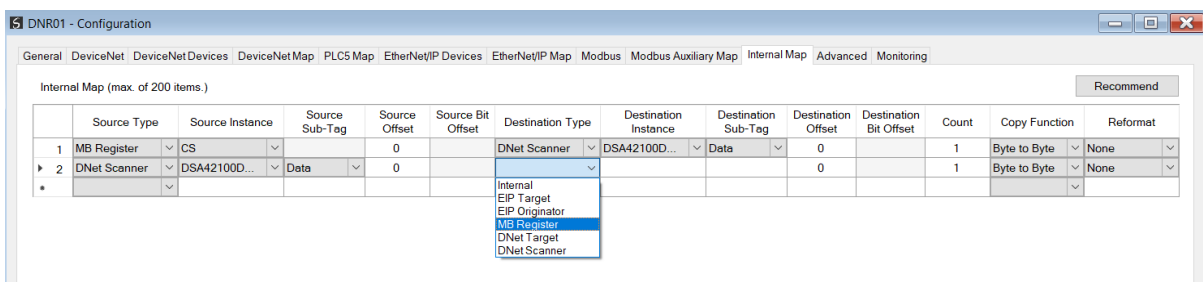 DNR01 - Configuration
General DeviceNet DeviceNet Devices DeviceNet Map PLC5 Map EtherNet/IP Devices EtherNet/IP Map Modbus Modbus Auxiliary Map Internal Map Advanced Monitoring
Internal Map (max. of 200 items.) Recommend
Source Type Source Instance Source Sub-Tag Source Offset Source Bit Offset Destination Type Destination Instance Destination Sub-Tag Destination Offset Destination Bit Offset Count Copy Function Reformat
1 MB Register CS 0 DNet Scanner DSA42100D... Data 0 1 Byte to Byte None
2 DNet Scanner DSA42100D... Data 0 0 1 Byte to Byte None
Internal
EIP Target
EIP Originator
MB Register
DNet Target
DNet Scanner